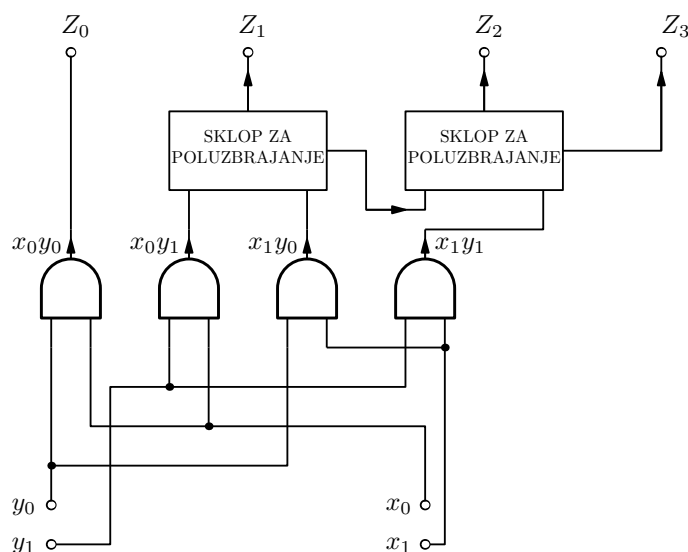 Z₀ Z₁ Z₂ Z₃
SKLOP ZA
POLUZBRAJANJE
SKLOP ZA
POLUZBRAJANJE
x₀y₀ x₀y₁ x₁y₀ x₁y₁
y₀ x₀
y₁ x₁